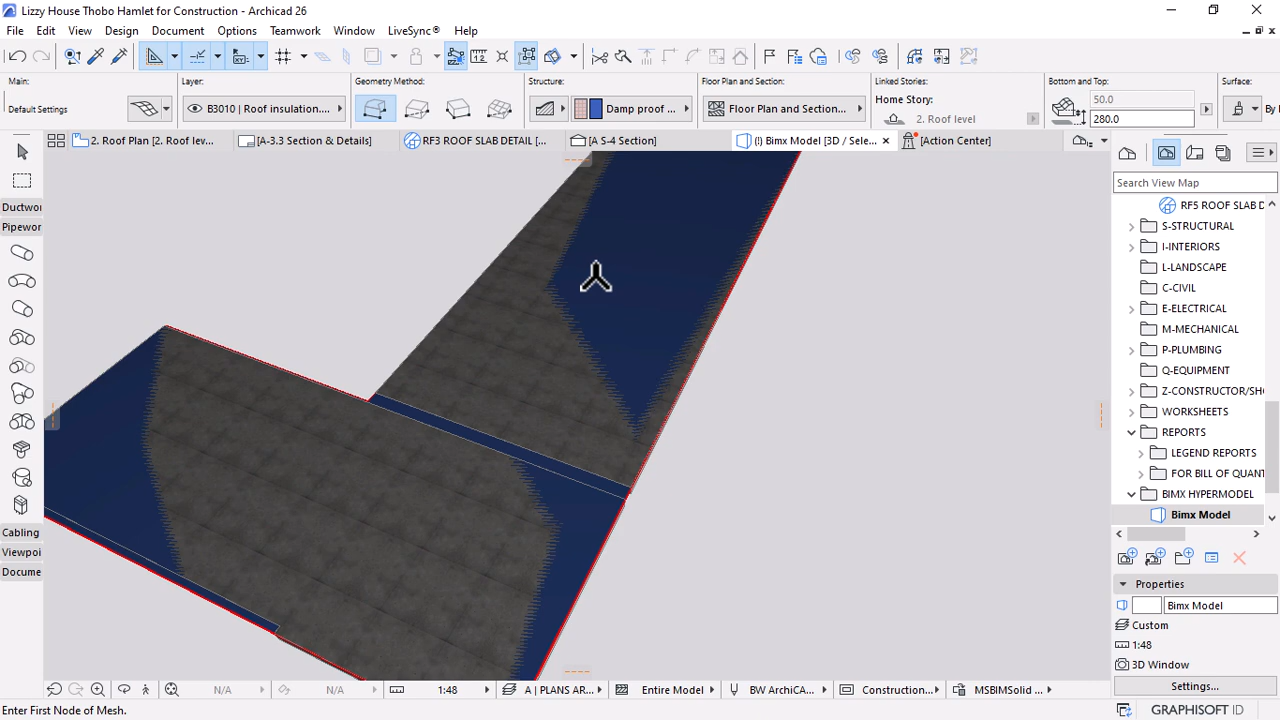 Lizzy House Thobo Hamlet for Construction - Archicad 26
File Edit View Design Document Options Teamwork Window LiveSync® Help
Main: Layer: Geometry Method: Structure: Floor Plan and Section: Linked Stories: Bottom and Top: Surface:
Default Settings B3010 | Roof insulation... Damp proof ... Floor Plan and Section... Home Story: 50.0 By
2. Roof level 280.0
2. Roof Plan [2. Roof lev... [A-3.3 Section & Details] RF3 ROOF SLAB DETAIL [... [A S-4 Section] (!) Bimx Model [3D / Sele... [Action Center]
Search View Map
RF5 ROOF SLAB D
Ductwo
Pipewor
S-STRUCTURAL
I-INTERIORS
L-LANDSCAPE
C-CIVIL
E-ELECTRICAL
M-MECHANICAL
P-PLUMBING
Q-EQUIPMENT
Z-CONSTRUCTOR/SH
WORKSHEETS
REPORTS
LEGEND REPORTS
FOR BILL OF QUANT
BIMX HYPERMODEL
Bimx Model
Cabling
Viewpoi
Docume
Properties
Bimx Model
Custom
1:48
3D Window
Settings...
N/A N/A 1:48 A | PLANS AR... Entire Model BW ArchiCA... Construction... MSBIMSolid ...
Enter First Node of Mesh.
GRAPHISOFT ID